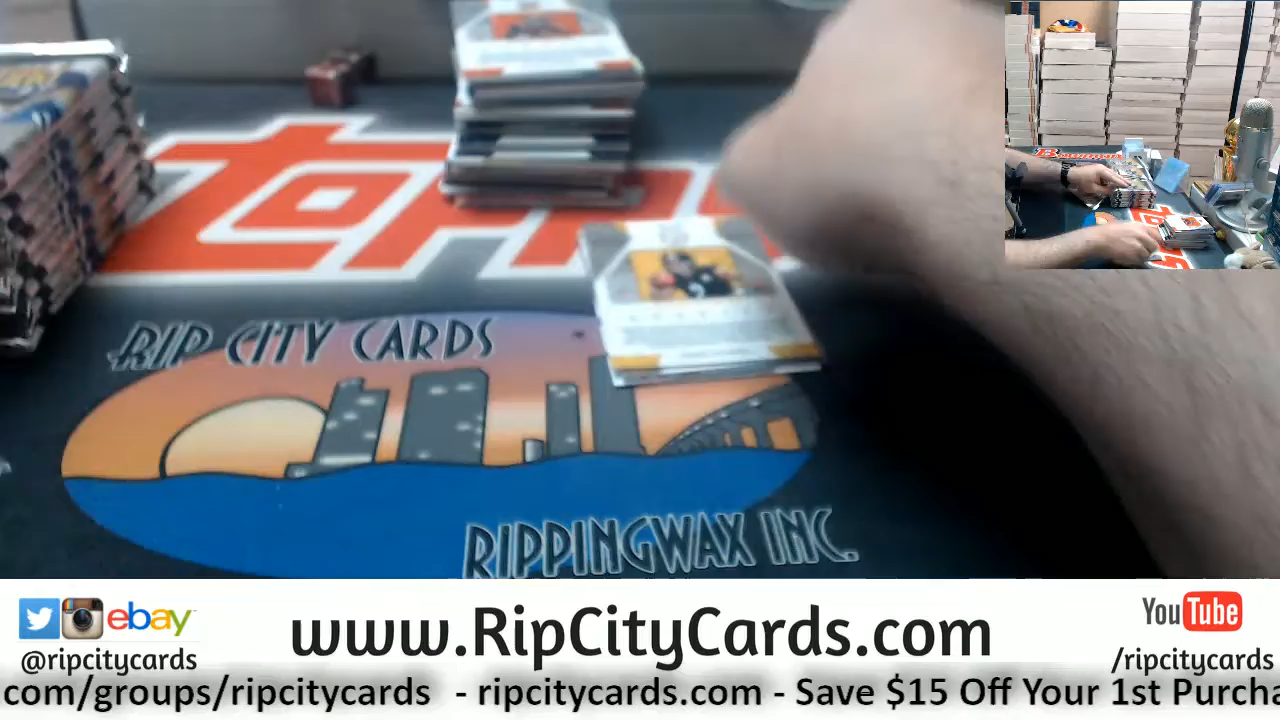 RIP CITY CARDS
RIPPINGWAX INC.
ebay
www.RipCityCards.com
YouTube
@ripcitycards
/ripcitycards
com/groups/ripcitycards - ripcitycards.com - Save $15 Off Your 1st Purcha